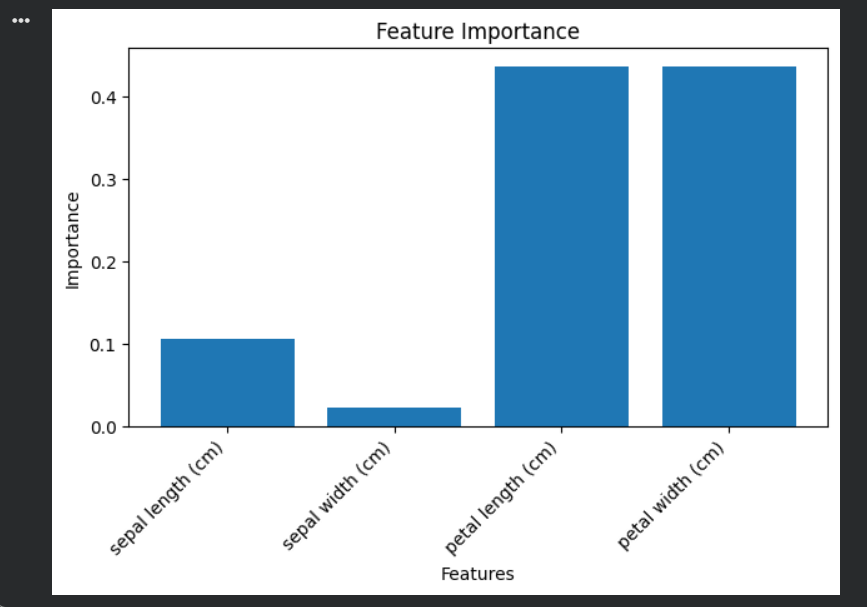 Feature Importance
Importance
0.4
0.3
0.2
0.1
0.0
sepal length (cm)
sepal width (cm)
petal length (cm)
petal width (cm)
Features